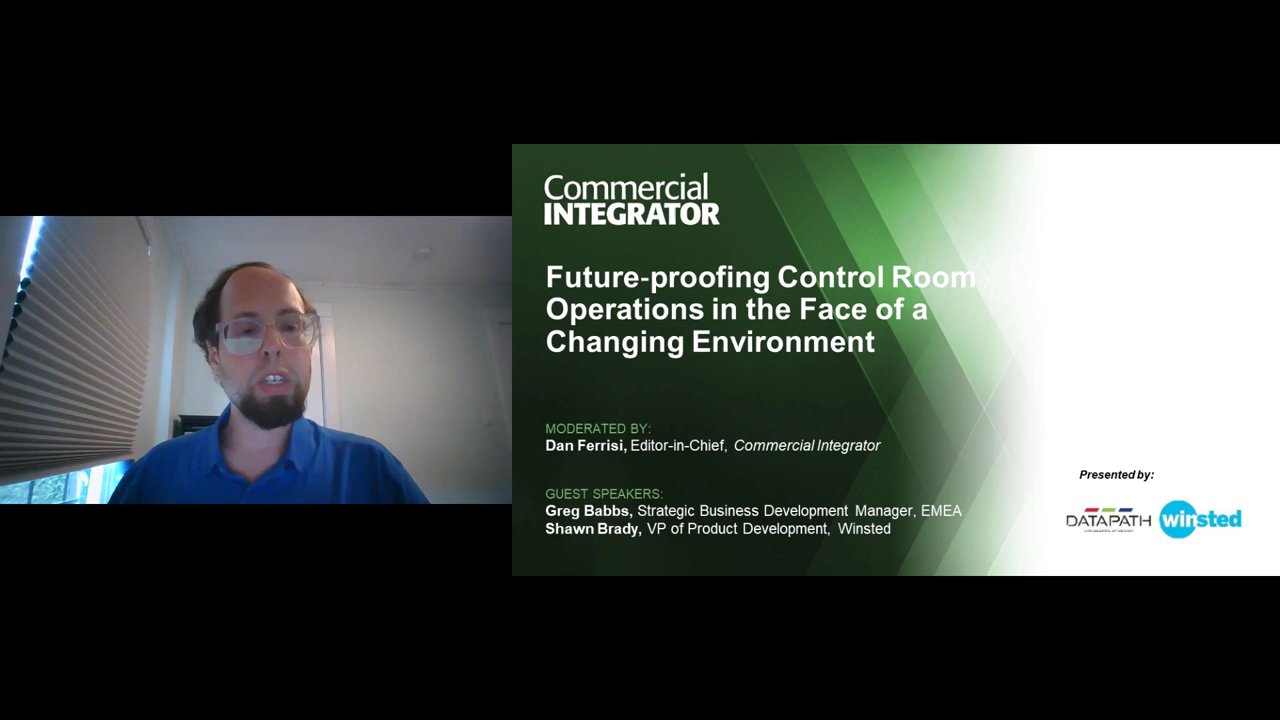 Commercial
INTEGRATOR
Future-proofing Control Room
Operations in the Face of a
Changing Environment
MODERATED BY:
Dan Ferrisi, Editor-in-Chief, Commercial Integrator
GUEST SPEAKERS:
Greg Babbs, Strategic Business Development Manager, EMEA
Shawn Brady, VP of Product Development, Winsted
Presented by:
DATAPATH
winsted